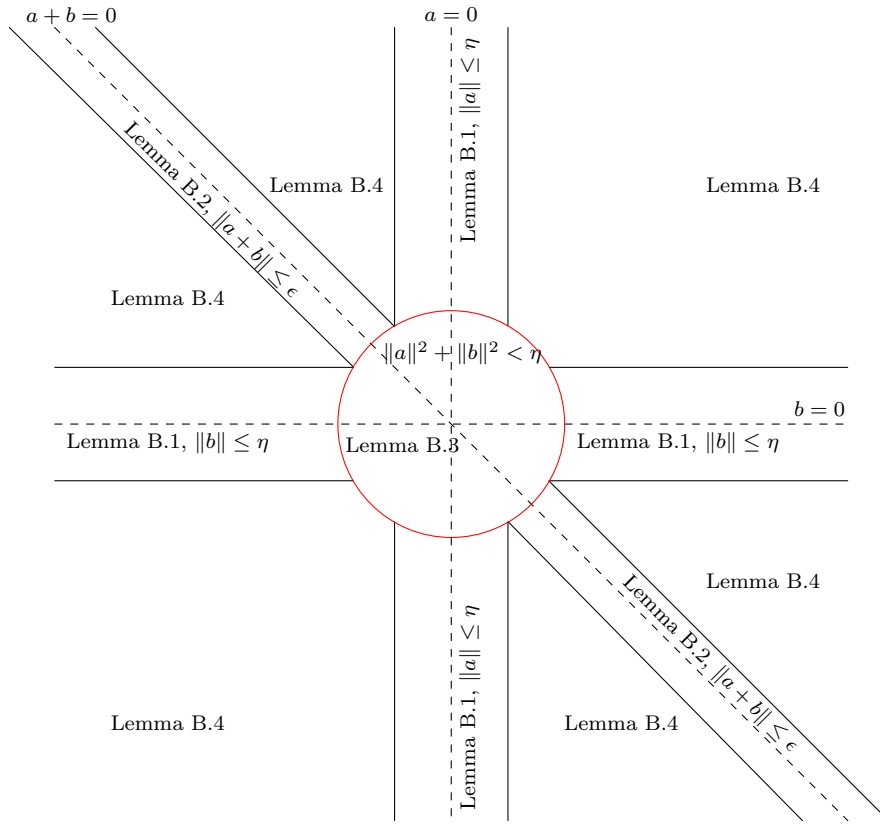 a + b = 0
a = 0
Lemma B.1, ‖a‖ ≤ η
Lemma B.2, ‖a + b‖ ≤ ϵ
Lemma B.4
Lemma B.4
Lemma B.4
‖a‖² + ‖b‖² < η
b = 0
Lemma B.1, ‖b‖ ≤ η
Lemma B.3
Lemma B.1, ‖b‖ ≤ η
Lemma B.4
Lemma B.2, ‖a + b‖ ≤ ϵ
Lemma B.1, ‖a‖ ≤ η
Lemma B.4
Lemma B.4